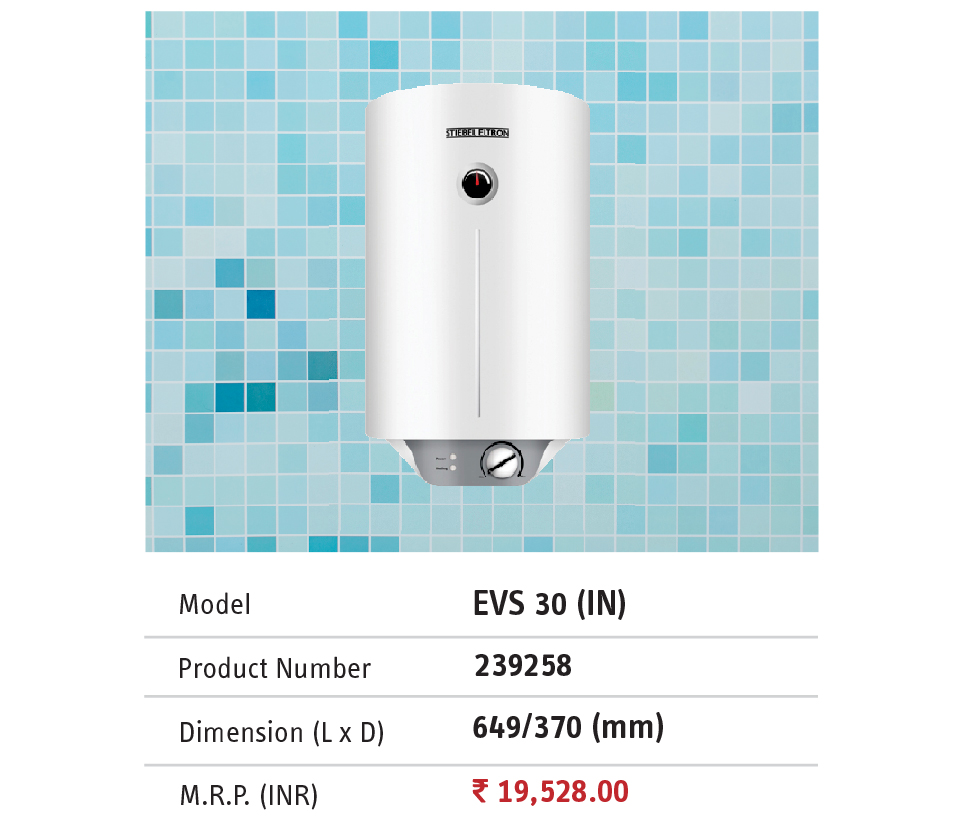 STIEBEL ELTRON
Model EVS 30 (IN)
Product Number 239258
Dimension (L x D) 649/370 (mm)
M.R.P. (INR) ₹ 19,528.00